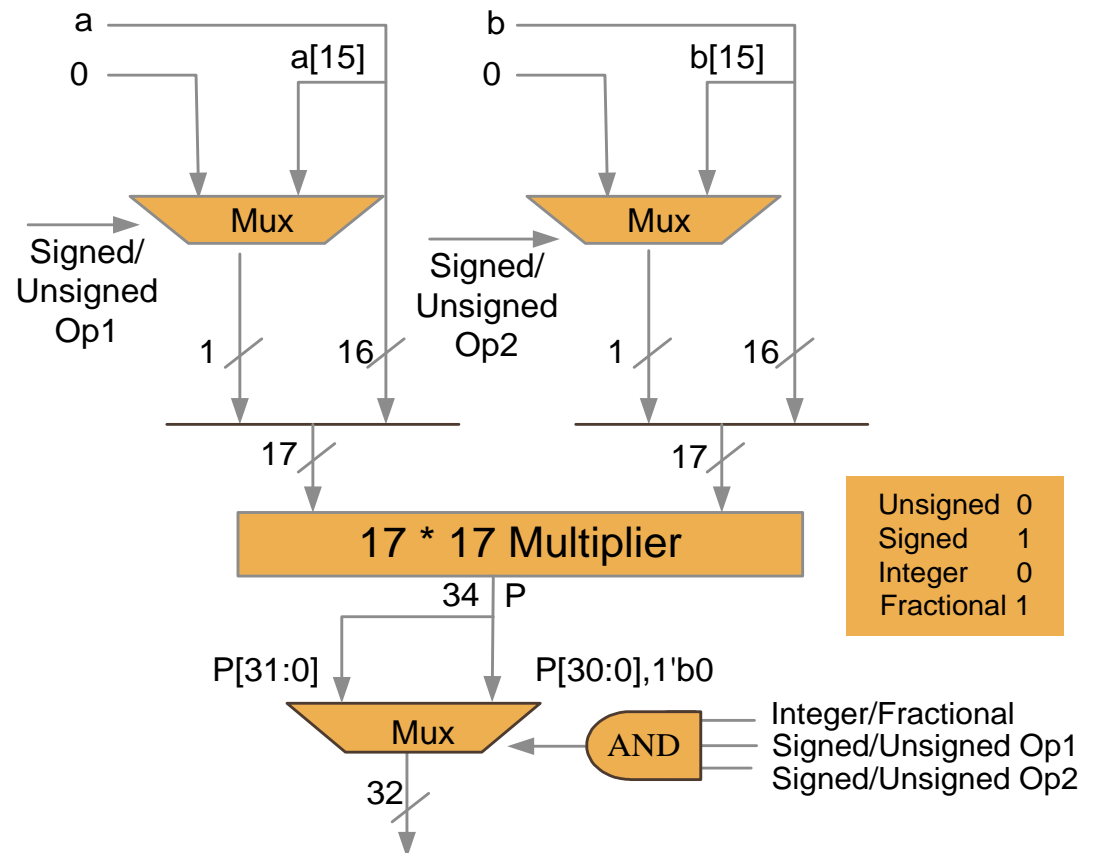 a
b
0
a[15]
0
b[15]
Mux
Mux
Signed/
Unsigned
Op1
Signed/
Unsigned
Op2
1
16
1
16
17
17
17 * 17 Multiplier
Unsigned 0
Signed 1
Integer 0
Fractional 1
34
P
P[31:0]
P[30:0],1'b0
Mux
AND
Integer/Fractional
Signed/Unsigned Op1
Signed/Unsigned Op2
32